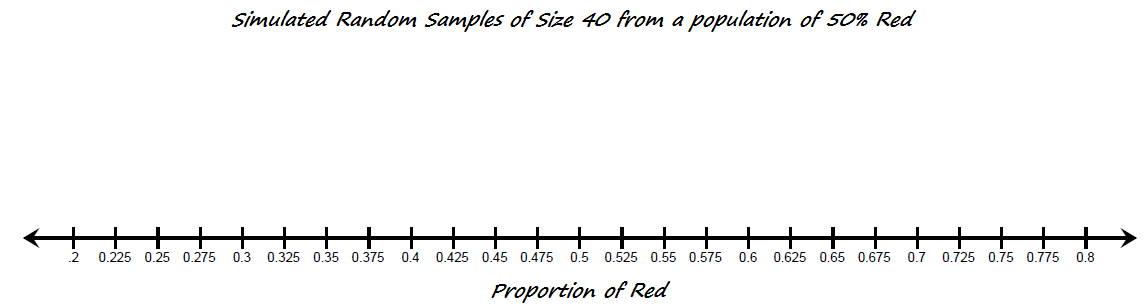 Simulated Random Samples of Size 40 from a population of 50% Red
.2 0.225 0.25 0.275 0.3 0.325 0.35 0.375 0.4 0.425 0.45 0.475 0.5 0.525 0.55 0.575 0.6 0.625 0.65 0.675 0.7 0.725 0.75 0.775 0.8
Proportion of Red